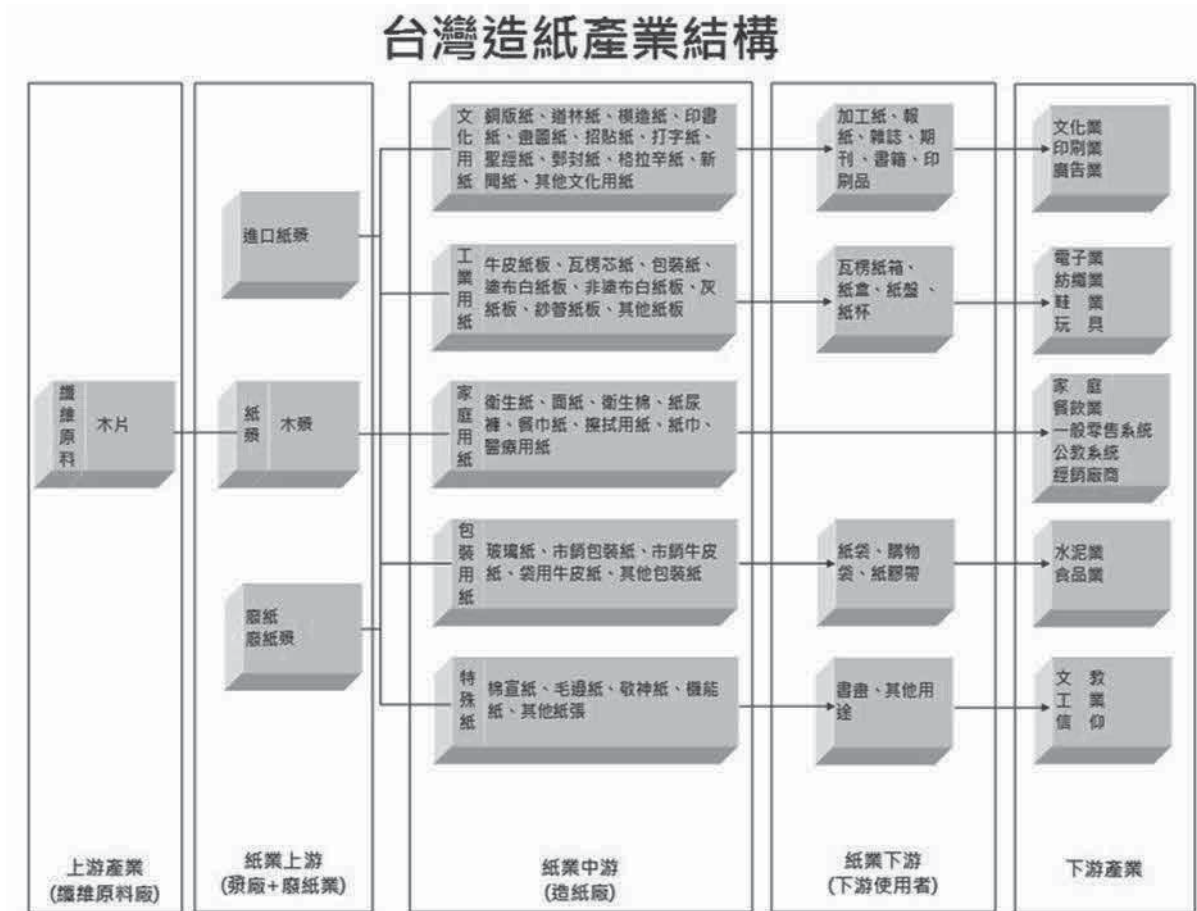 台灣造紙產業結構
纖維原料
木片
上游產業
(纖維原料廠)
進口紙漿
紙漿
木漿
廢紙
廢紙漿
紙業上游
(漿廠+廢紙業)
文化用紙
銅版紙、道林紙、模造紙、印書
紙、畫圖紙、招貼紙、打字紙、
聖經紙、郵封紙、格拉辛紙、新
聞紙、其他文化用紙
工業用紙
牛皮紙板、瓦楞芯紙、包裝紙、
塗布白紙板、非塗布白紙板、灰
紙板、紗管紙板、其他紙板
家庭用紙
衛生紙、面紙、衛生棉、紙尿
褲、餐巾紙、擦拭用紙、紙巾、
醫療用紙
包裝用紙
玻璃紙、市銷包裝紙、市銷牛皮
紙、袋用牛皮紙、其他包裝紙
特殊紙
棉宣紙、毛邊紙、敬神紙、機能
紙、其他紙張
紙業中游
(造紙廠)
加工紙、報
紙、雜誌、期
刊、書籍、印
刷品
瓦楞紙箱、
紙盒、紙盤、
紙杯
紙袋、購物
袋、紙膠帶
書畫、其他用
途
紙業下游
(下游使用者)
文化業
印刷業
廣告業
電子業
紡織業
鞋 業
玩 具
家 庭
餐飲業
一般零售系統
公教系統
經銷廠商
水泥業
食品業
文 教
工 業
信 仰
下游產業